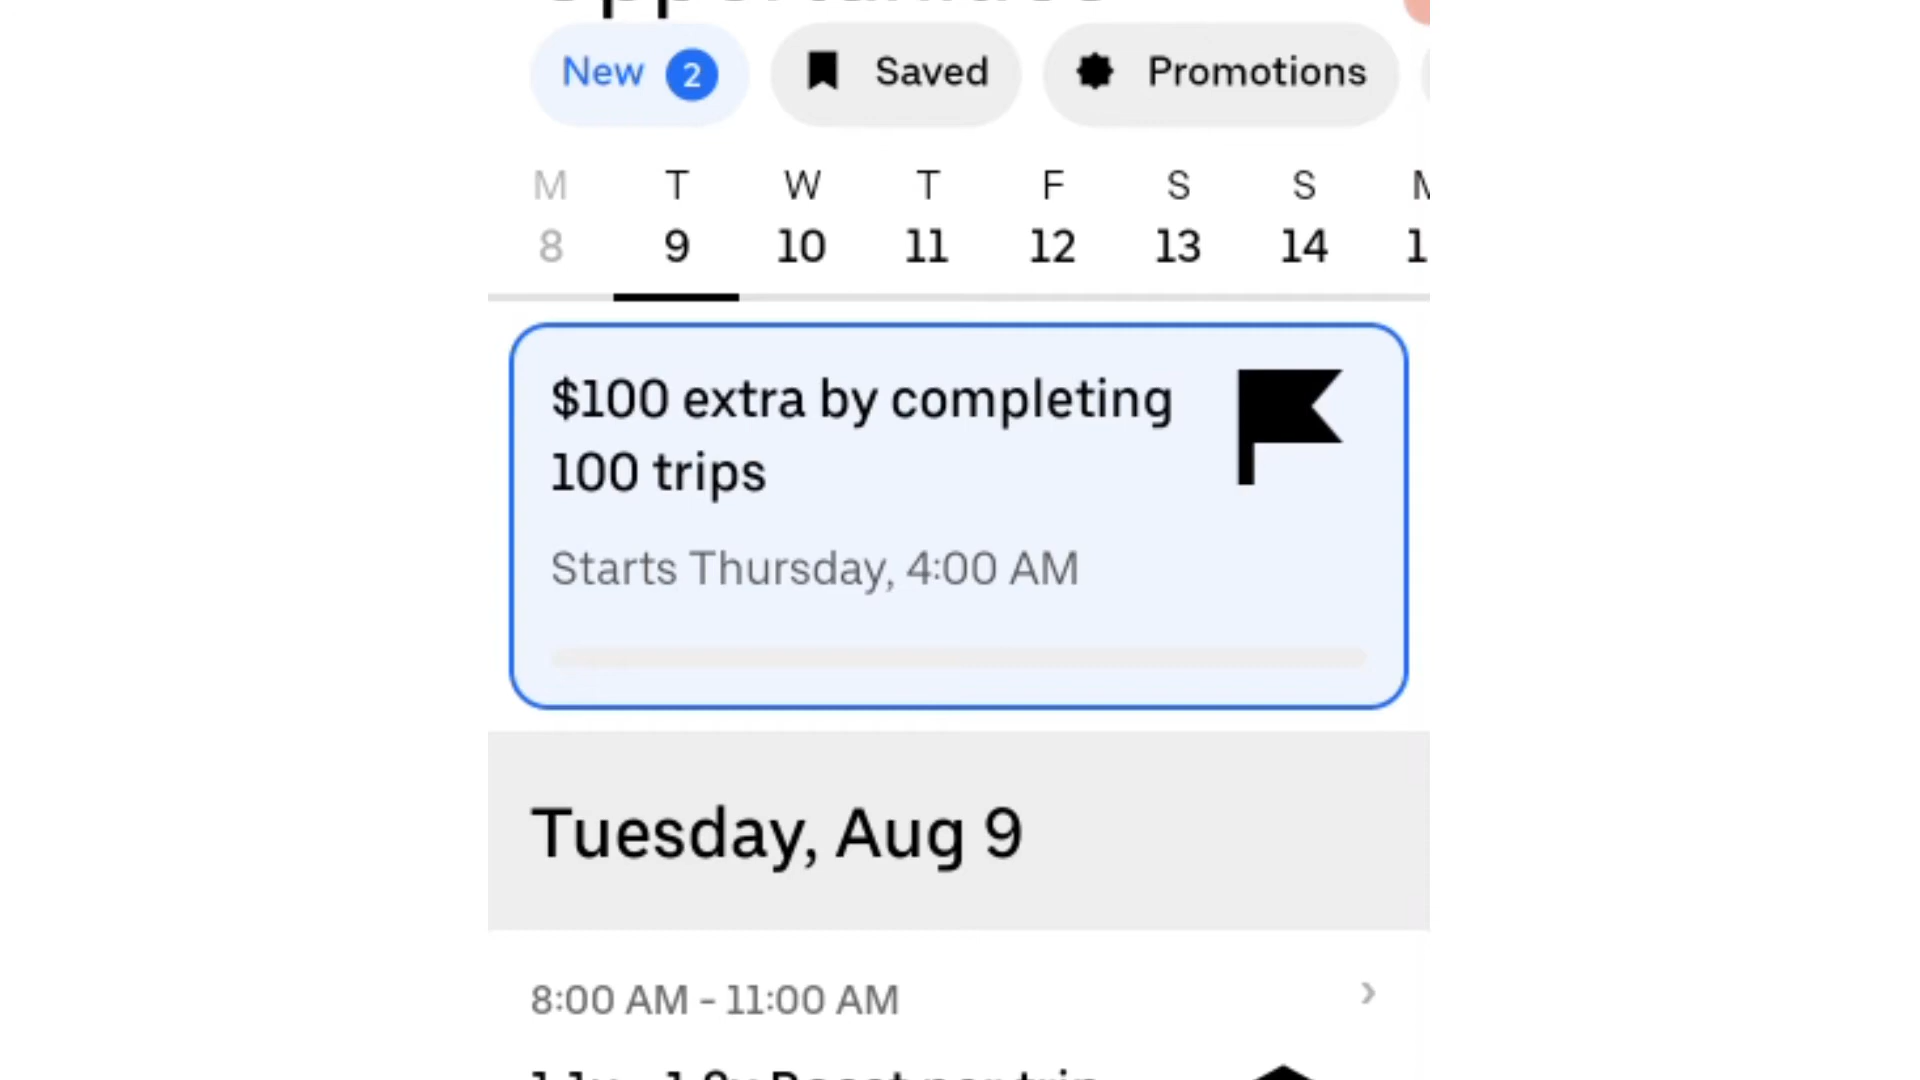 New 2 Saved Promotions
M T W T F S S
8 9 10 11 12 13 14
$100 extra by completing
100 trips
Starts Thursday, 4:00 AM
Tuesday, Aug 9
8:00 AM - 11:00 AM